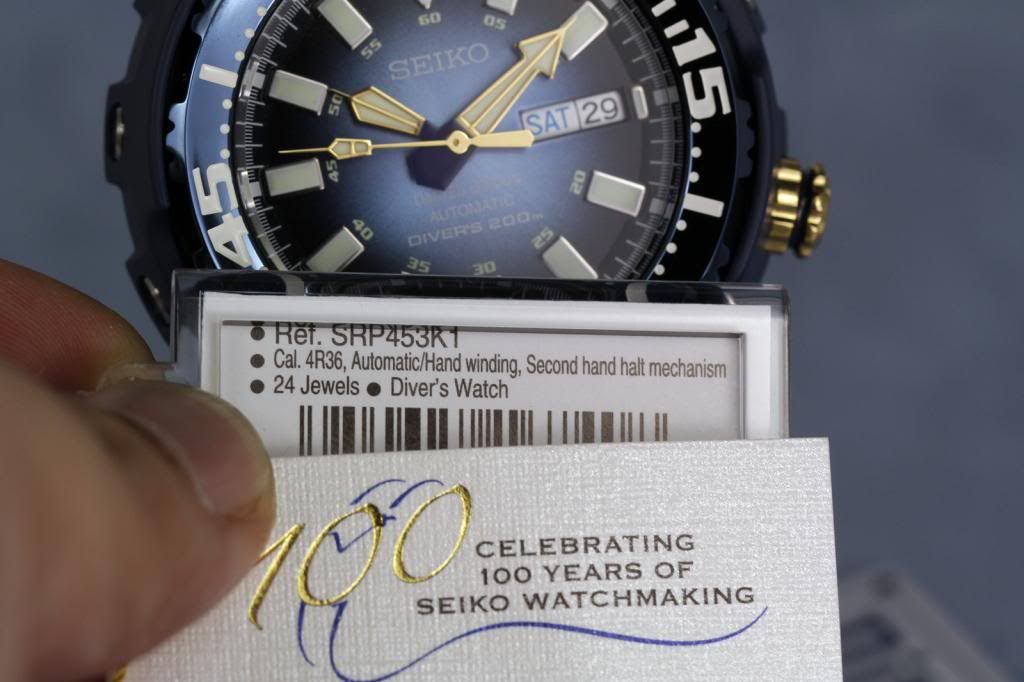 60
05
55
SEIKO
15
50
SAT 29
45
45
20
AUTOMATIC
DIVER'S 200m
40
25
35
30
Ref. SRP453K1
Cal. 4R36, Automatic/Hand winding, Second hand halt mechanism
24 Jewels ● Diver's Watch
100
CELEBRATING
100 YEARS OF
SEIKO WATCHMAKING